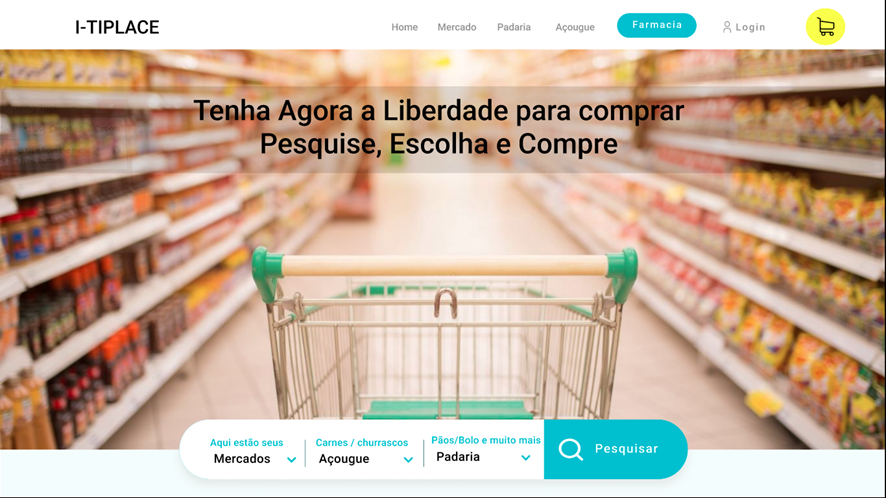 I-TIPLACE
Home Mercado Padaria Açougue Farmacia Login
Tenha Agora a Liberdade para comprar
Pesquise, Escolha e Compre
Aqui estão seus
Mercados
Carnes / churrascos
Açougue
Pãos/Bolo e muito mais
Padaria
Pesquisar